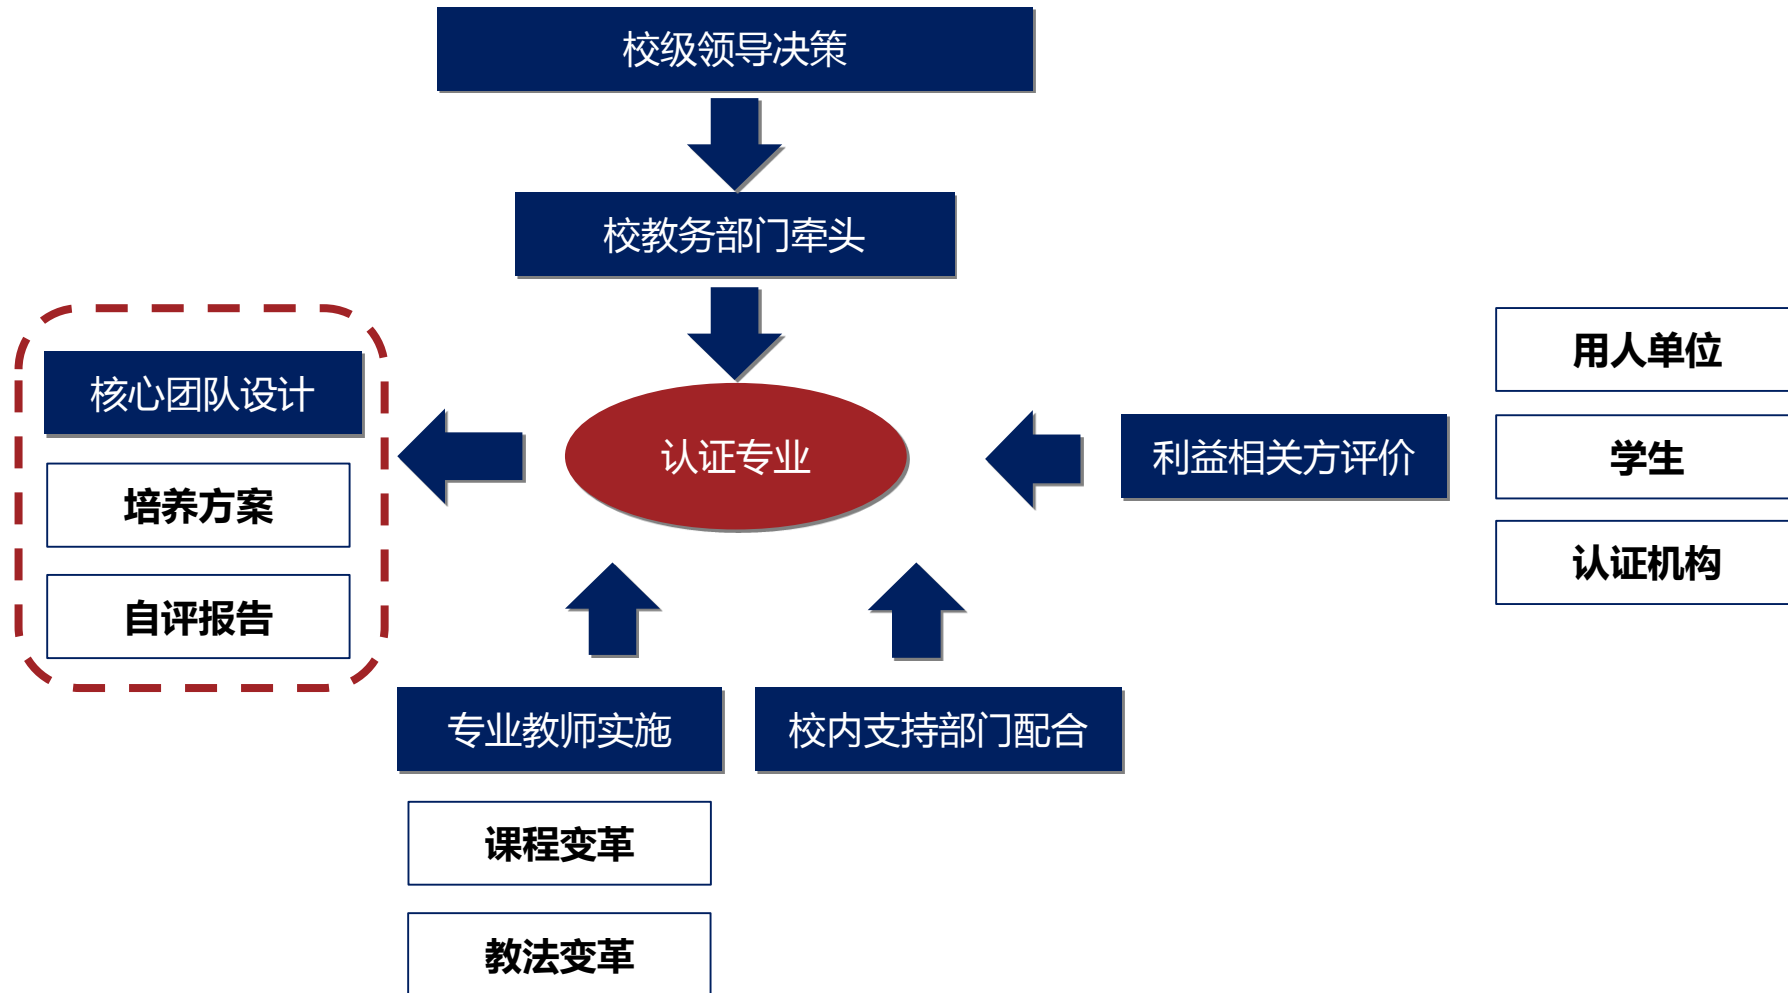 校级领导决策
校教务部门牵头
核心团队设计
培养方案
自评报告
认证专业
利益相关方评价
用人单位
学生
认证机构
专业教师实施
课程变革
教法变革
校内支持部门配合